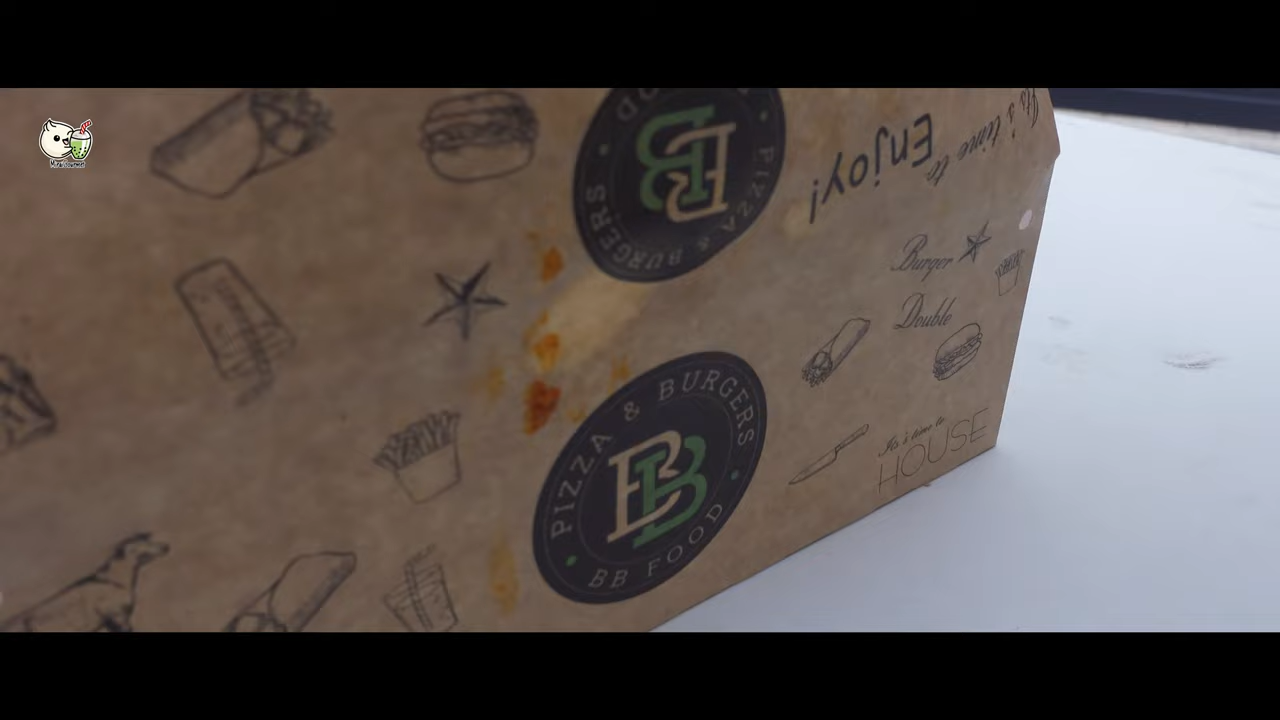 It's time to
Enjoy!
PIZZA & BURGERS
BB
Burger
Double
PIZZA & BURGERS
BB
BB FOOD
It's time to
HOUSE